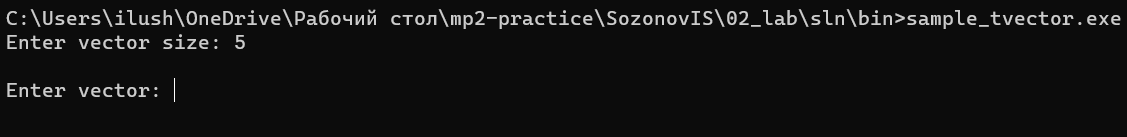 C:\Users\ilush\OneDrive\Рабочий стол\mp2-practice\SozonovIS\02_lab\sln\bin>sample_tvector.exe
Enter vector size: 5
Enter vector: